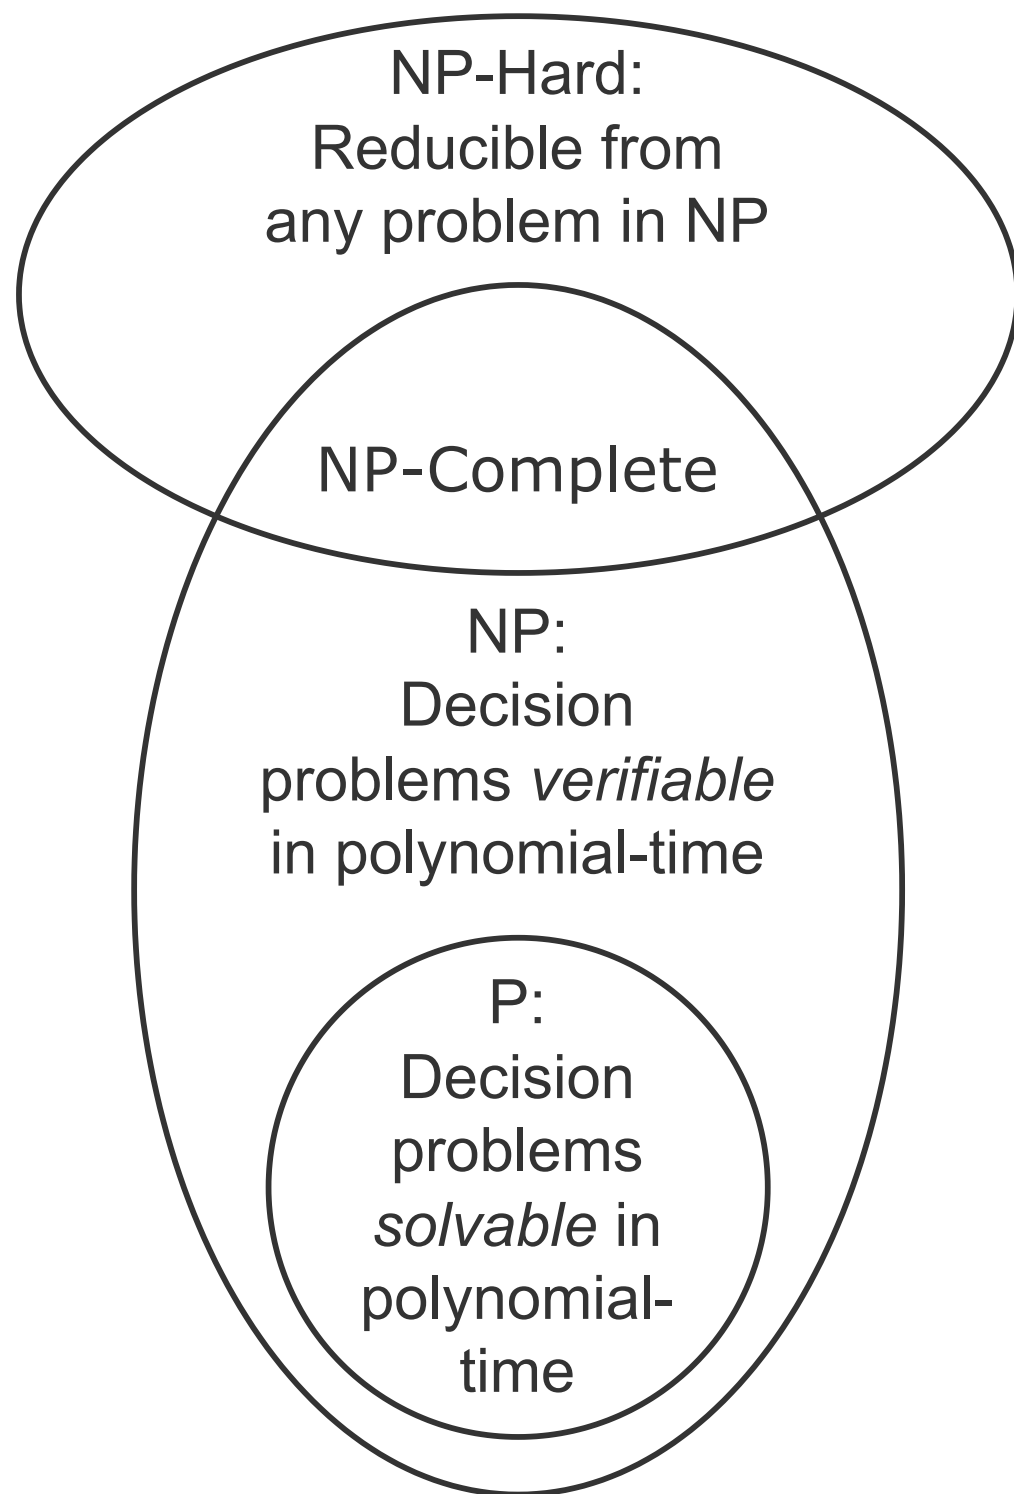 NP-Hard:
Reducible from
any problem in NP
NP-Complete
NP:
Decision
problems verifiable
in polynomial-time
P:
Decision
problems
solvable in
polynomial-
time